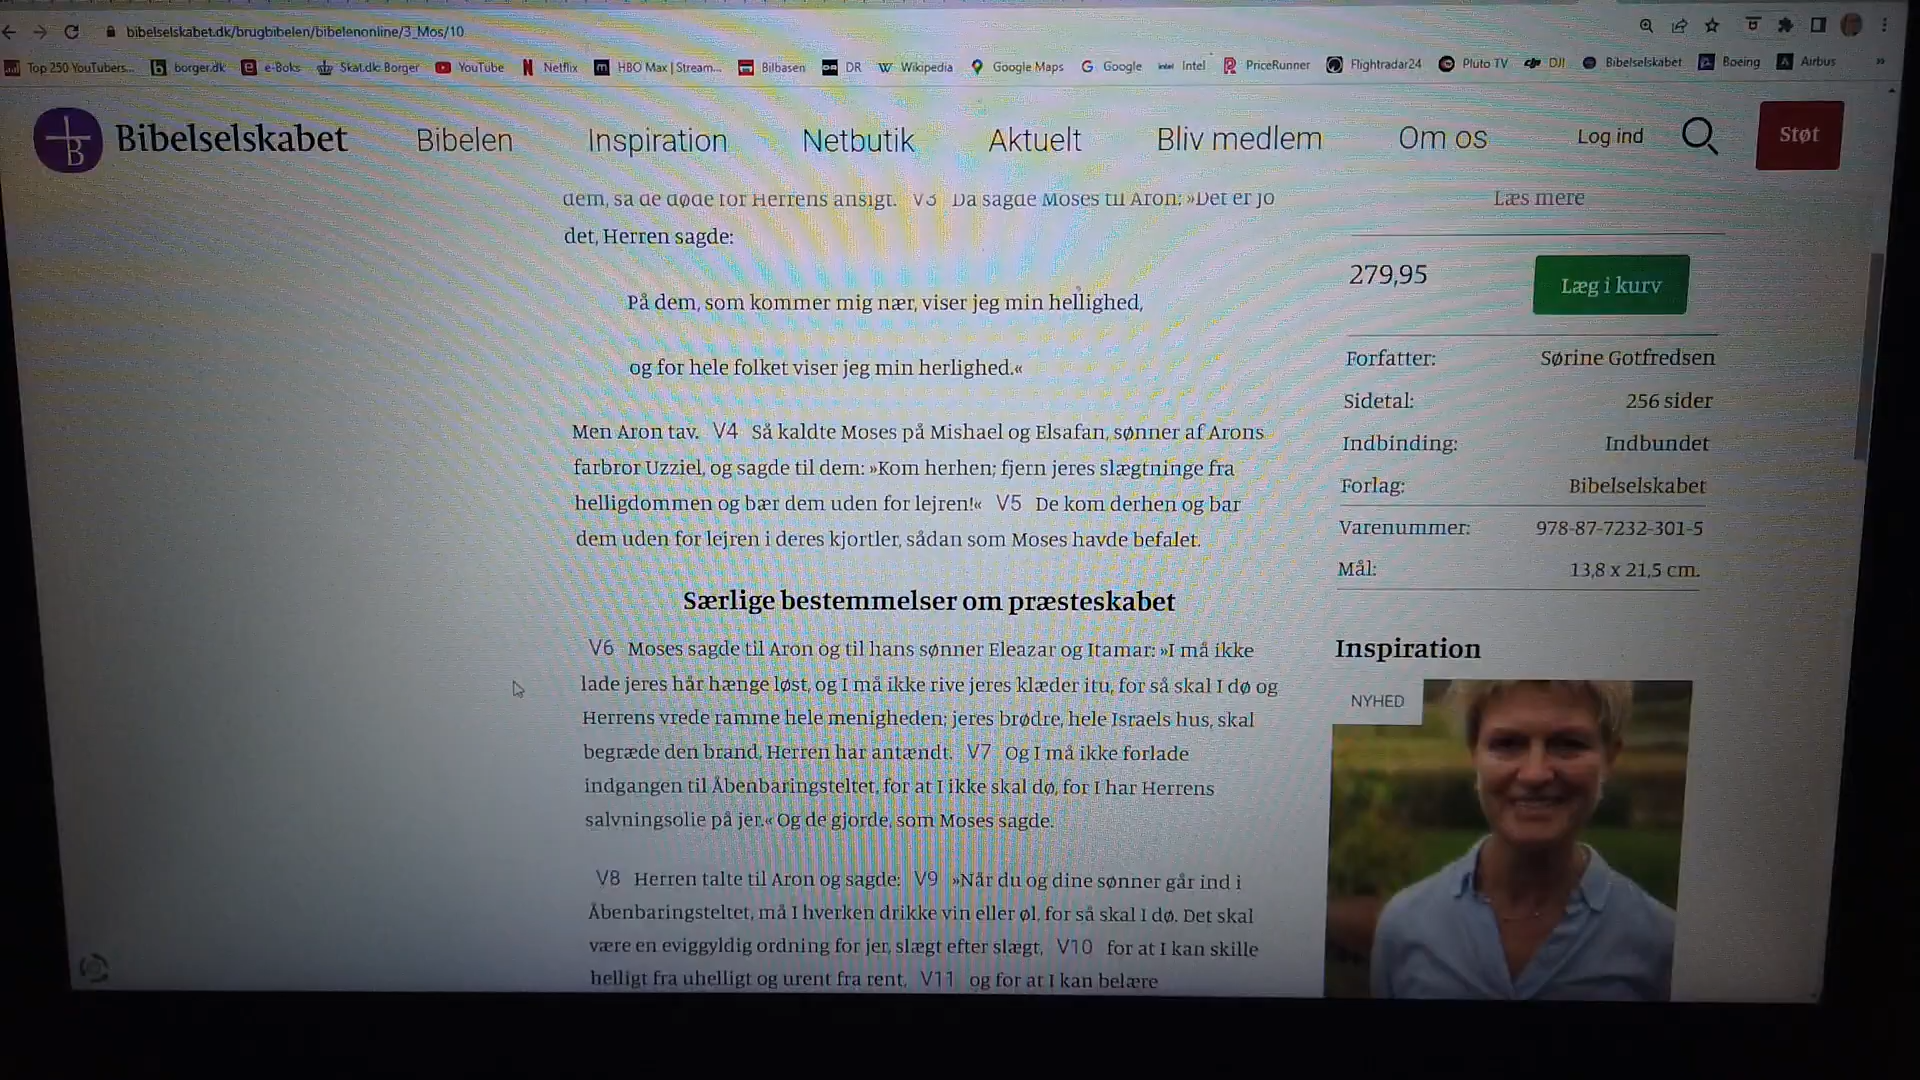 bibelselskabet.dk/brugbibelen/bibelenonline/3_Mos/10
Top 250 YouTubers... borger.dk e-Boks Skat.dk: Borger YouTube Netflix HBO Max | Stream... Bilbasen DR Wikipedia Google Maps Google Intel PriceRunner Flightradar24 Pluto TV DJI Bibelselskabet Boeing Airbus »
Bibelselskabet Bibelen Inspiration Netbutik Aktuelt Bliv medlem Om os Log ind Støt
dem, så de døde for Herrens ansigt. V3 Da sagde Moses til Aron: »Det er jo
det, Herren sagde:
På dem, som kommer mig nær, viser jeg min hellighed,
og for hele folket viser jeg min herlighed.«
Men Aron tav. V4 Så kaldte Moses på Mishael og Elsafan, sønner af Arons
farbror Uzziel, og sagde til dem: »Kom herhen; fjern jeres slægtninge fra
helligdommen og bær dem uden for lejren!« V5 De kom derhen og bar
dem uden for lejren i deres kjortler, sådan som Moses havde befalet.
Særlige bestemmelser om præsteskabet
V6 Moses sagde til Aron og til hans sønner Eleazar og Itamar: »I må ikke
lade jeres hår hænge løst, og I må ikke rive jeres klæder itu, for så skal I dø og
Herrens vrede ramme hele menigheden; jeres brødre, hele Israels hus, skal
begræde den brand, Herren har antændt. V7 Og I må ikke forlade
indgangen til Åbenbaringsteltet, for at I ikke skal dø, for I har Herrens
salvningsolie på jer.« Og de gjorde, som Moses sagde.
V8 Herren talte til Aron og sagde: V9 »Når du og dine sønner går ind i
Åbenbaringsteltet, må I hverken drikke vin eller øl, for så skal I dø. Det skal
være en eviggyldig ordning for jer, slægt efter slægt, V10 for at I kan skille
helligt fra uhelligt og urent fra rent, V11 og for at I kan belære
Læs mere
279,95 Læg i kurv
Forfatter: Sørine Gotfredsen
Sidetal: 256 sider
Indbinding: Indbundet
Forlag: Bibelselskabet
Varenummer: 978-87-7232-301-5
Mål: 13,8 x 21,5 cm.
Inspiration
NYHED